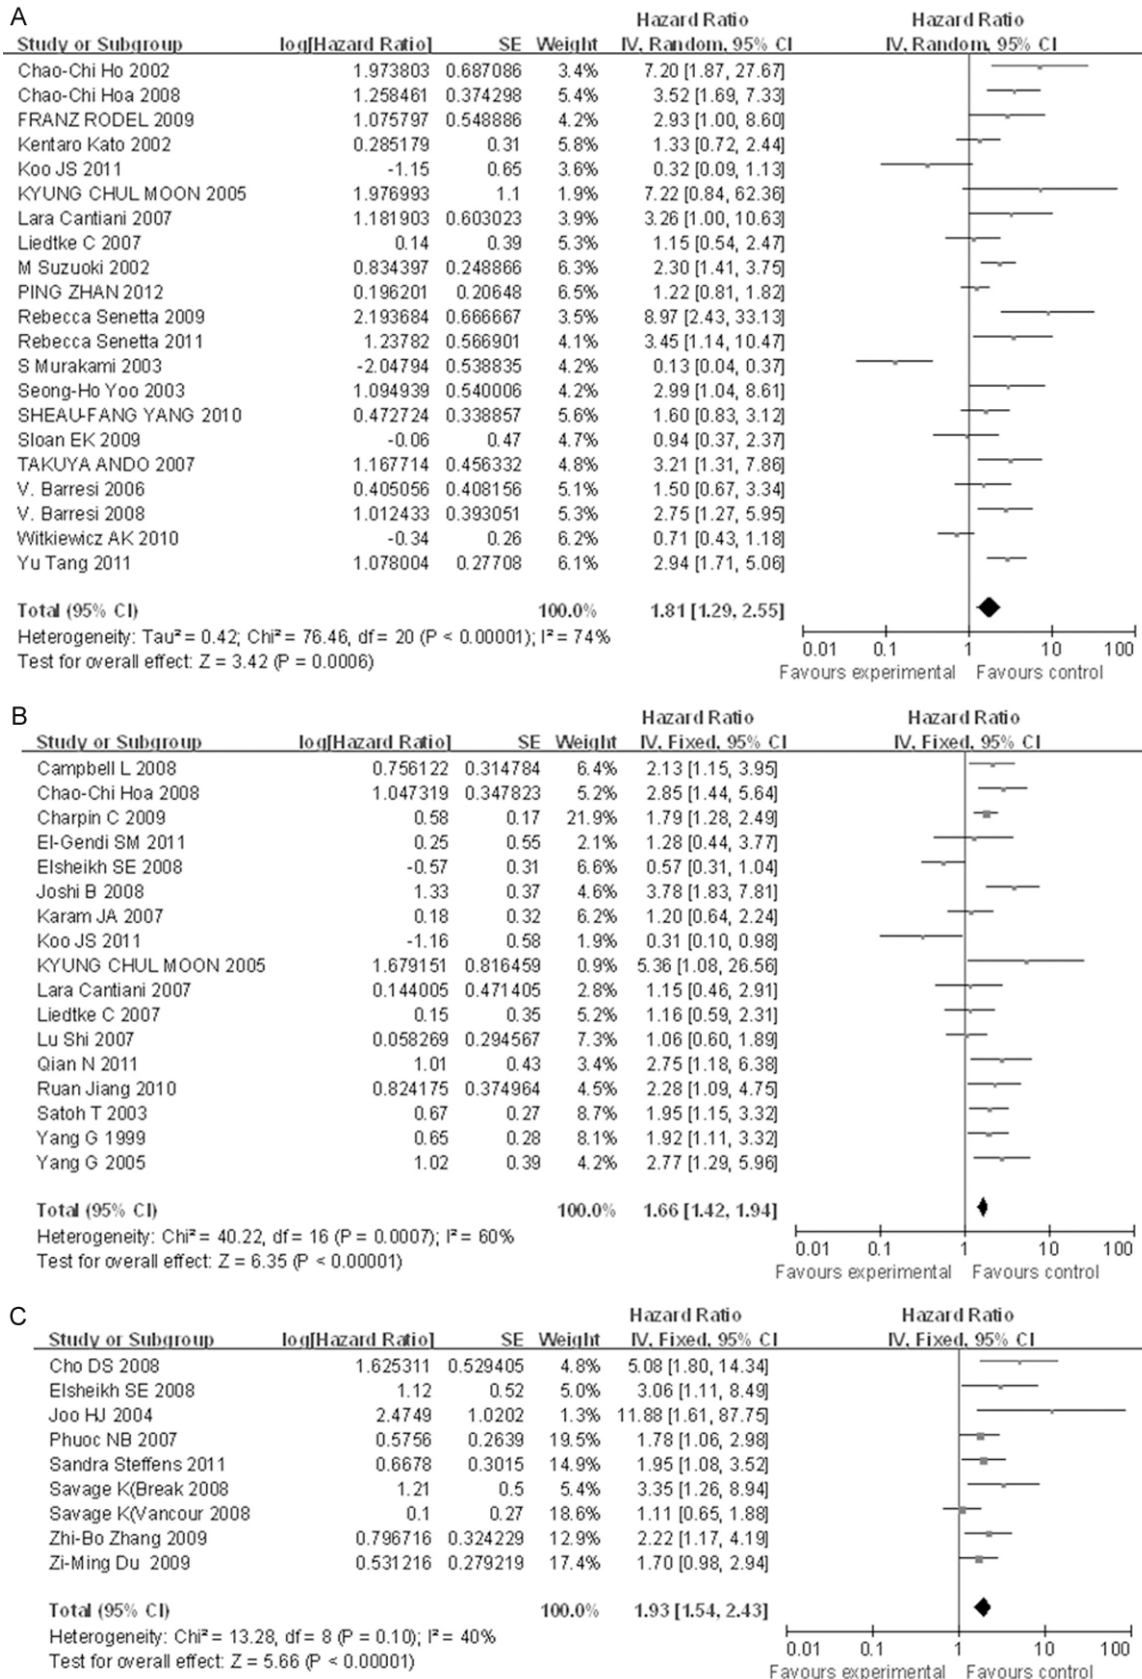 A
Hazard Ratio Hazard Ratio
Study or Subgroup log[Hazard Ratio] SE Weight IV, Random, 95% CI IV, Random, 95% CI
Chao-Chi Ho 2002 1.973803 0.687086 3.4% 7.20 [1.87, 27.67]
Chao-Chi Hoa 2008 1.258461 0.374298 5.4% 3.52 [1.69, 7.33]
FRANZ RODEL 2009 1.075797 0.548886 4.2% 2.93 [1.00, 8.60]
Kentaro Kato 2002 0.285179 0.31 5.8% 1.33 [0.72, 2.44]
Koo JS 2011 -1.15 0.65 3.6% 0.32 [0.09, 1.13]
KYUNG CHUL MOON 2005 1.976993 1.1 1.9% 7.22 [0.84, 62.36]
Lara Cantiani 2007 1.181903 0.603023 3.9% 3.26 [1.00, 10.63]
Liedtke C 2007 0.14 0.39 5.3% 1.15 [0.54, 2.47]
M Suzuoki 2002 0.834397 0.248866 6.3% 2.30 [1.41, 3.75]
PING ZHAN 2012 0.196201 0.20648 6.5% 1.22 [0.81, 1.82]
Rebecca Senetta 2009 2.193684 0.666667 3.5% 8.97 [2.43, 33.13]
Rebecca Senetta 2011 1.23782 0.566901 4.1% 3.45 [1.14, 10.47]
S Murakami 2003 -2.04794 0.538835 4.2% 0.13 [0.04, 0.37]
Seong-Ho Yoo 2003 1.094939 0.540006 4.2% 2.99 [1.04, 8.61]
SHEAU-FANG YANG 2010 0.472724 0.338857 5.6% 1.60 [0.83, 3.12]
Sloan EK 2009 -0.06 0.47 4.7% 0.94 [0.37, 2.37]
TAKUYA ANDO 2007 1.167714 0.456332 4.8% 3.21 [1.31, 7.86]
V. Barresi 2006 0.405056 0.408156 5.1% 1.50 [0.67, 3.34]
V. Barresi 2008 1.012433 0.393051 5.3% 2.75 [1.27, 5.95]
Witkiewicz AK 2010 -0.34 0.26 6.2% 0.71 [0.43, 1.18]
Yu Tang 2011 1.078004 0.27708 6.1% 2.94 [1.71, 5.06]
Total (95% CI) 100.0% 1.81 [1.29, 2.55]
Heterogeneity: Tau² = 0.42; Chi² = 76.46, df = 20 (P < 0.00001); I² = 74%
Test for overall effect: Z = 3.42 (P = 0.0006)
0.01 0.1 1 10 100
Favours experimental Favours control
B
Hazard Ratio Hazard Ratio
Study or Subgroup log[Hazard Ratio] SE Weight IV, Fixed, 95% CI IV, Fixed, 95% CI
Campbell L 2008 0.756122 0.314784 6.4% 2.13 [1.15, 3.95]
Chao-Chi Hoa 2008 1.047319 0.347823 5.2% 2.85 [1.44, 5.64]
Charpin C 2009 0.58 0.17 21.9% 1.79 [1.28, 2.49]
El-Gendi SM 2011 0.25 0.55 2.1% 1.28 [0.44, 3.77]
Elsheikh SE 2008 -0.57 0.31 6.6% 0.57 [0.31, 1.04]
Joshi B 2008 1.33 0.37 4.6% 3.78 [1.83, 7.81]
Karam JA 2007 0.18 0.32 6.2% 1.20 [0.64, 2.24]
Koo JS 2011 -1.16 0.58 1.9% 0.31 [0.10, 0.98]
KYUNG CHUL MOON 2005 1.679151 0.816459 0.9% 5.36 [1.08, 26.56]
Lara Cantiani 2007 0.144005 0.471405 2.8% 1.15 [0.46, 2.91]
Liedtke C 2007 0.15 0.35 5.2% 1.16 [0.59, 2.31]
Lu Shi 2007 0.058269 0.294567 7.3% 1.06 [0.60, 1.89]
Qian N 2011 1.01 0.43 3.4% 2.75 [1.18, 6.38]
Ruan Jiang 2010 0.824175 0.374964 4.5% 2.28 [1.09, 4.75]
Satoh T 2003 0.67 0.27 8.7% 1.95 [1.15, 3.32]
Yang G 1999 0.65 0.28 8.1% 1.92 [1.11, 3.32]
Yang G 2005 1.02 0.39 4.2% 2.77 [1.29, 5.96]
Total (95% CI) 100.0% 1.66 [1.42, 1.94]
Heterogeneity: Chi² = 40.22, df = 16 (P = 0.0007); I² = 60%
Test for overall effect: Z = 6.35 (P < 0.00001)
0.01 0.1 1 10 100
Favours experimental Favours control
C
Hazard Ratio Hazard Ratio
Study or Subgroup log[Hazard Ratio] SE Weight IV, Fixed, 95% CI IV, Fixed, 95% CI
Cho DS 2008 1.625311 0.529405 4.8% 5.08 [1.80, 14.34]
Elsheikh SE 2008 1.12 0.52 5.0% 3.06 [1.11, 8.49]
Joo HJ 2004 2.4749 1.0202 1.3% 11.88 [1.61, 87.75]
Phuoc NB 2007 0.5756 0.2639 19.5% 1.78 [1.06, 2.98]
Sandra Steffens 2011 0.6678 0.3015 14.9% 1.95 [1.08, 3.52]
Savage K(Break 2008 1.21 0.5 5.4% 3.35 [1.26, 8.94]
Savage K(Vancour 2008 0.1 0.27 18.6% 1.11 [0.65, 1.88]
Zhi-Bo Zhang 2009 0.796716 0.324229 12.9% 2.22 [1.17, 4.19]
Zi-Ming Du 2009 0.531216 0.279219 17.4% 1.70 [0.98, 2.94]
Total (95% CI) 100.0% 1.93 [1.54, 2.43]
Heterogeneity: Chi² = 13.28, df = 8 (P = 0.10); I² = 40%
Test for overall effect: Z = 5.66 (P < 0.00001)
0.01 0.1 1 10 100
Favours experimental Favours control